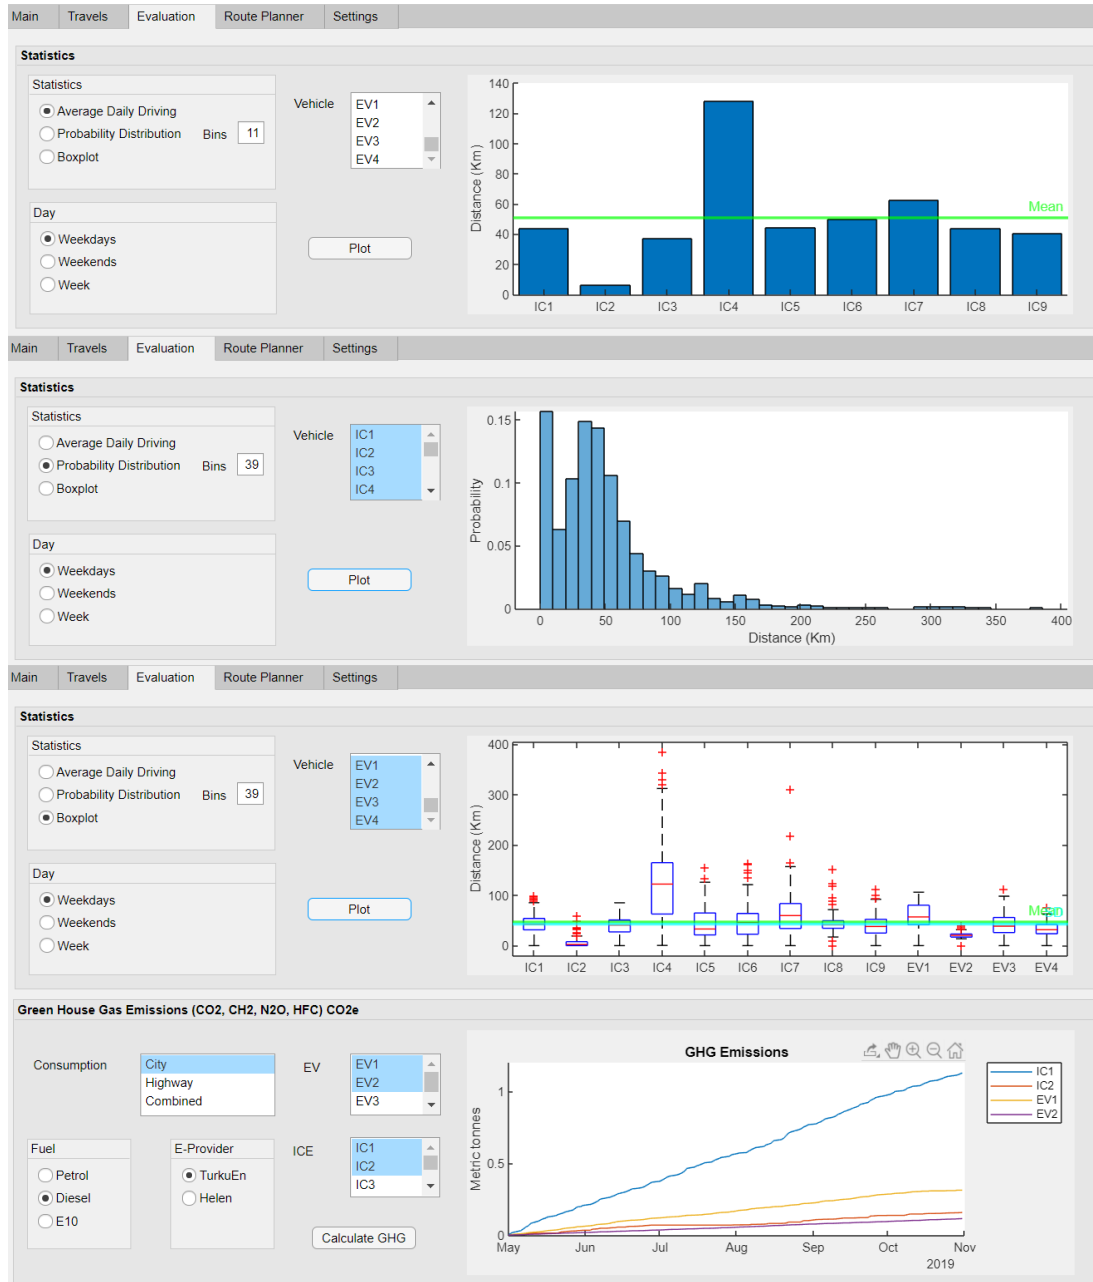 Main Travels Evaluation Route Planner Settings
Statistics
Statistics
Average Daily Driving
Probability Distribution Bins 11
Boxplot
Vehicle
EV1
EV2
EV3
EV4
Day
Weekdays
Weekends
Week
Plot
140
120
100
80
60
40
20
0
Distance (Km)
Mean
IC1 IC2 IC3 IC4 IC5 IC6 IC7 IC8 IC9
Main Travels Evaluation Route Planner Settings
Statistics
Statistics
Average Daily Driving
Probability Distribution Bins 39
Boxplot
Vehicle
IC1
IC2
IC3
IC4
Day
Weekdays
Weekends
Week
Plot
0.15
0.1
0.05
0
Probability
0 50 100 150 200 250 300 350 400
Distance (Km)
Main Travels Evaluation Route Planner Settings
Statistics
Statistics
Average Daily Driving
Probability Distribution Bins 39
Boxplot
Vehicle
EV1
EV2
EV3
EV4
Day
Weekdays
Weekends
Week
Plot
400
300
200
100
0
Distance (Km)
IC1 IC2 IC3 IC4 IC5 IC6 IC7 IC8 IC9 EV1 EV2 EV3 EV4
Green House Gas Emissions (CO2, CH2, N2O, HFC) CO2e
Consumption
City
Highway
Combined
EV
EV1
EV2
EV3
Fuel
Petrol
Diesel
E10
E-Provider
TurkuEn
Helen
ICE
IC1
IC2
IC3
Calculate GHG
GHG Emissions
1
0.5
0
Metric tonnes
May Jun Jul Aug Sep Oct Nov
2019
IC1
IC2
EV1
EV2